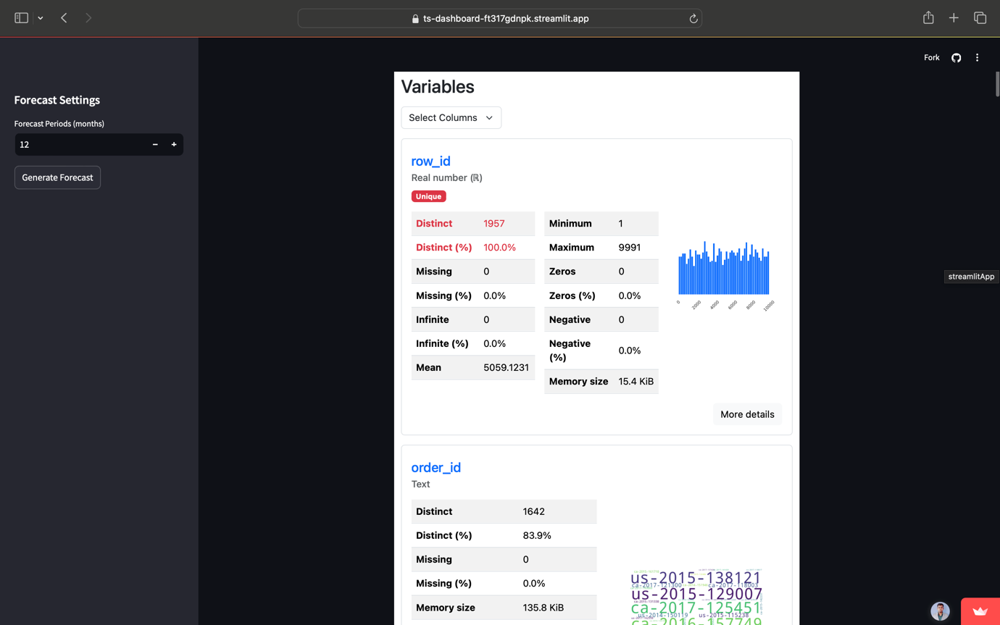 ts-dashboard-ft317gdnpk.streamlit.app
Fork
Forecast Settings
Forecast Periods (months)
12
− +
Generate Forecast
Variables
Select Columns
row_id
Real number (ℝ)
Unique
Distinct 1957
Distinct (%) 100.0%
Missing 0
Missing (%) 0.0%
Infinite 0
Infinite (%) 0.0%
Mean 5059.1231
Minimum 1
Maximum 9991
Zeros 0
Zeros (%) 0.0%
Negative 0
Negative
(%) 0.0%
Memory size 15.4 KiB
0 2000 4000 6000 8000 10000
More details
streamlitApp
order_id
Text
Distinct 1642
Distinct (%) 83.9%
Missing 0
Missing (%) 0.0%
Memory size 135.8 KiB
us-2015-138121
ca-2017-121300 ca-2017-118003
us-2015-129007
ca-2017-125451
us-2014-150119 us-2015-115238
ca-2016-157749